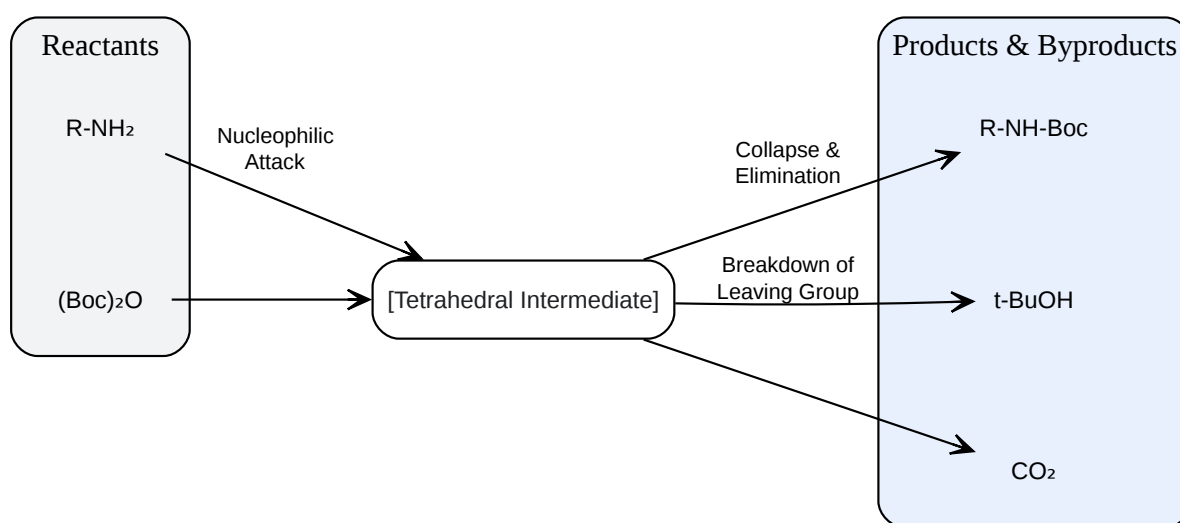 Reactants
R-NH₂
(Boc)₂O
Nucleophilic
Attack
[Tetrahedral Intermediate]
Collapse &
Elimination
Breakdown of
Leaving Group
Products & Byproducts
R-NH-Boc
t-BuOH
CO₂